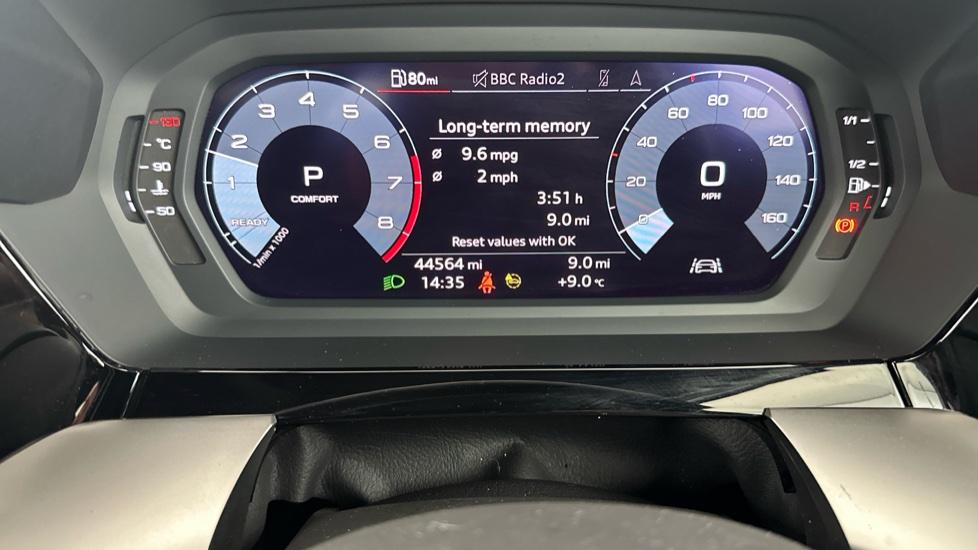 80mi
BBC Radio2
Long-term memory
Ø 9.6 mpg
Ø 2 mph
3:51 h
9.0 mi
Reset values with OK
44564 mi 9.0 mi
14:35 +9.0 °C
1 2 3 4 5 6 7 8
READY
1/min x 1000
P
COMFORT
0 20 40 60 80 100 120 140 160
0
MPH
130
°C
90
50
1/1
1/2
R
(P)